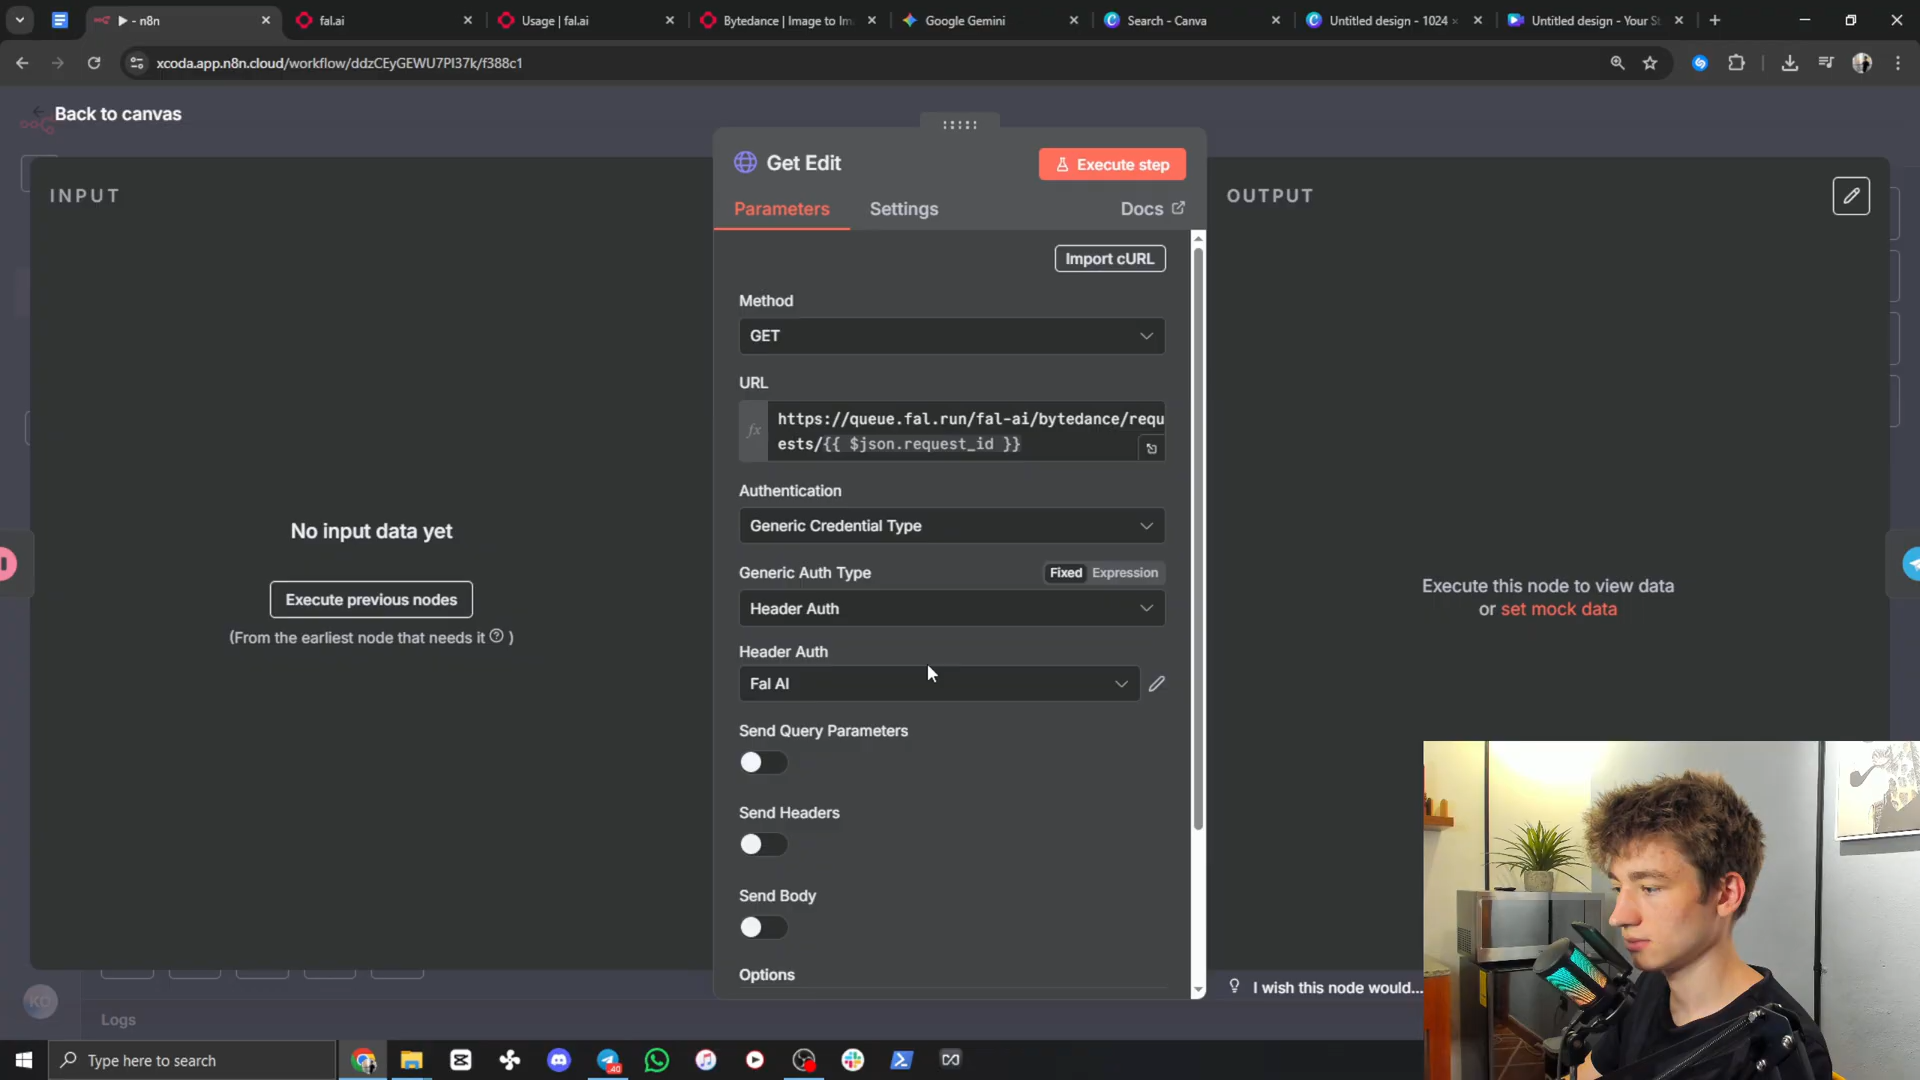 ▶ - n8n
fal.ai
Usage | fal.ai
Bytedance | Image to Im
Google Gemini
Search - Canva
Untitled design - 1024
Untitled design - Your St
xcoda.app.n8n.cloud/workflow/ddzCEyGEWU7PI37k/f388c1
Back to canvas
INPUT
Get Edit
Execute step
OUTPUT
Parameters
Settings
Docs
Import cURL
Method
GET
URL
fx
https://queue.fal.run/fal-ai/bytedance/requ
ests/{{ $json.request_id }}
Authentication
Generic Credential Type
No input data yet
Generic Auth Type
Fixed
Expression
Execute this node to view data
or set mock data
Execute previous nodes
Header Auth
(From the earliest node that needs it ? )
Header Auth
Fal AI
Send Query Parameters
Send Headers
Send Body
Options
I wish this node would...
KO
Logs
Type here to search
40